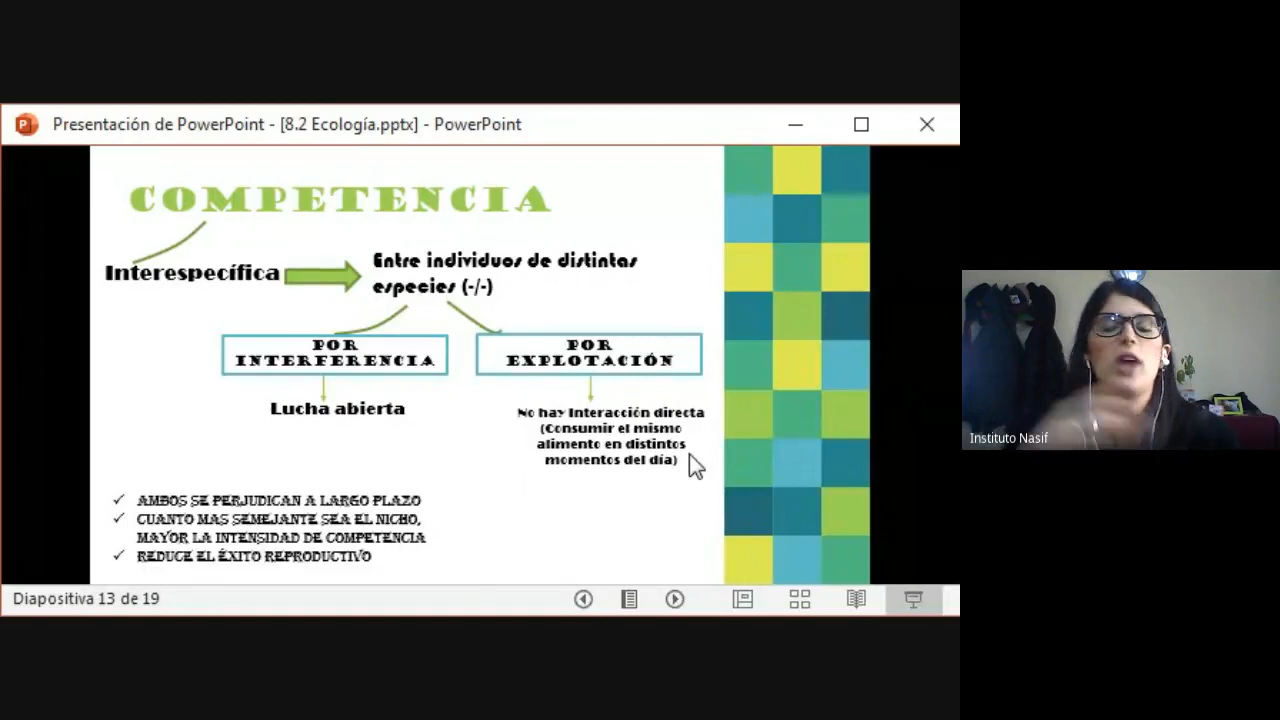 Presentación de PowerPoint - [8.2 Ecología.pptx] - PowerPoint
COMPETENCIA
Interespecífica
Entre individuos de distintas
especies (-/-)
POR
INTERFERENCIA
POR
EXPLOTACIÓN
Lucha abierta
No hay Interacción directa
(Consumir el mismo
alimento en distintos
momentos del día)
✓ AMBOS SE PERJUDICAN A LARGO PLAZO
✓ CUANTO MAS SEMEJANTE SEA EL NICHO,
MAYOR LA INTENSIDAD DE COMPETENCIA
✓ REDUCE EL ÉXITO REPRODUCTIVO
Diapositiva 13 de 19
Instituto Nasif